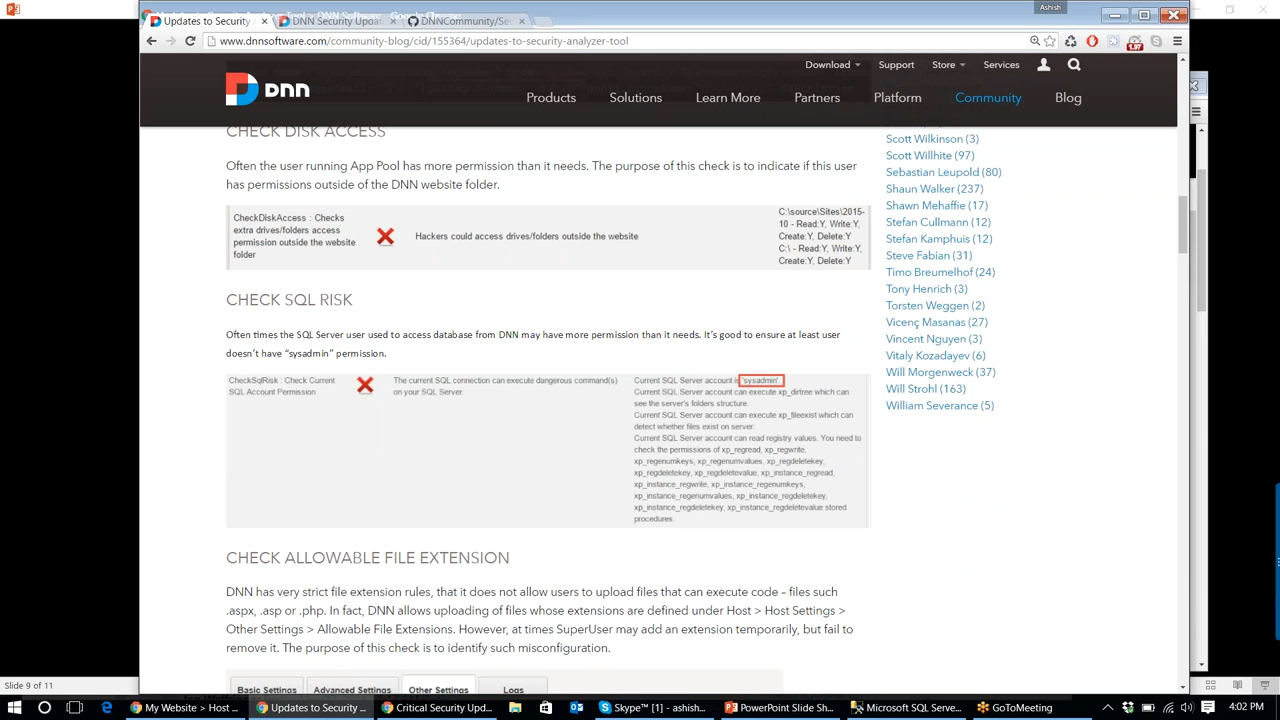 Ashish
Updates to Security
DNN Security Upda
DNNCommunity/Se
www.dnnsoftware.com/community-blog/cid/155364/updates-to-security-analyzer-tool
1.97
Download Support Store Services
DNN
Products Solutions Learn More Partners Platform Community Blog
CHECK DISK ACCESS
Often the user running App Pool has more permission than it needs. The purpose of this check is to indicate if this user
has permissions outside of the DNN website folder.
CheckDiskAccess : Checks
extra drives/folders access
permission outside the website
folder
Hackers could access drives/folders outside the website
C:\source\Sites\2015-
10 - Read:Y, Write:Y,
Create:Y, Delete:Y
C:\ - Read:Y, Write:Y,
Create:Y, Delete:Y
CHECK SQL RISK
Often times the SQL Server user used to access database from DNN may have more permission than it needs. It's good to ensure at least user
doesn't have “sysadmin” permission.
CheckSqlRisk : Check Current
SQL Account Permission
The current SQL connection can execute dangerous command(s)
on your SQL Server.
Current SQL Server account is 'sysadmin'.
Current SQL Server account can execute xp_dirtree which can
see the server's folders structure.
Current SQL Server account can execute xp_fileexist which can
detect whether files exist on server.
Current SQL Server account can read registry values. You need to
check the permissions of xp_regread, xp_regwrite,
xp_regenumkeys, xp_regenumvalues, xp_regdeletekey,
xp_regdeletekey, xp_regdeletevalue, xp_instance_regread,
xp_instance_regwrite, xp_instance_regenumkeys,
xp_instance_regenumvalues, xp_instance_regdeletekey,
xp_instance_regdeletekey, xp_instance_regdeletevalue stored
procedures.
CHECK ALLOWABLE FILE EXTENSION
DNN has very strict file extension rules, that it does not allow users to upload files that can execute code – files such
.aspx, .asp or .php. In fact, DNN allows uploading of files whose extensions are defined under Host > Host Settings >
Other Settings > Allowable File Extensions. However, at times SuperUser may add an extension temporarily, but fail to
remove it. The purpose of this check is to identify such misconfiguration.
Basic Settings Advanced Settings Other Settings Logs
Scott Wilkinson (3)
Scott Willhite (97)
Sebastian Leupold (80)
Shaun Walker (237)
Shawn Mehaffie (17)
Stefan Cullmann (12)
Stefan Kamphuis (12)
Steve Fabian (31)
Timo Breumelhof (24)
Tony Henrich (3)
Torsten Weggen (2)
Vicenç Masanas (27)
Vincent Nguyen (3)
Vitaly Kozadayev (6)
Will Morgenweck (37)
Will Strohl (163)
William Severance (5)
Slide 9 of 11
My Website > Host ...
Updates to Security ...
Critical Security Upd...
Skype™ [1] - ashish...
PowerPoint Slide Sh...
Microsoft SQL Serve...
GoToMeeting
4:02 PM